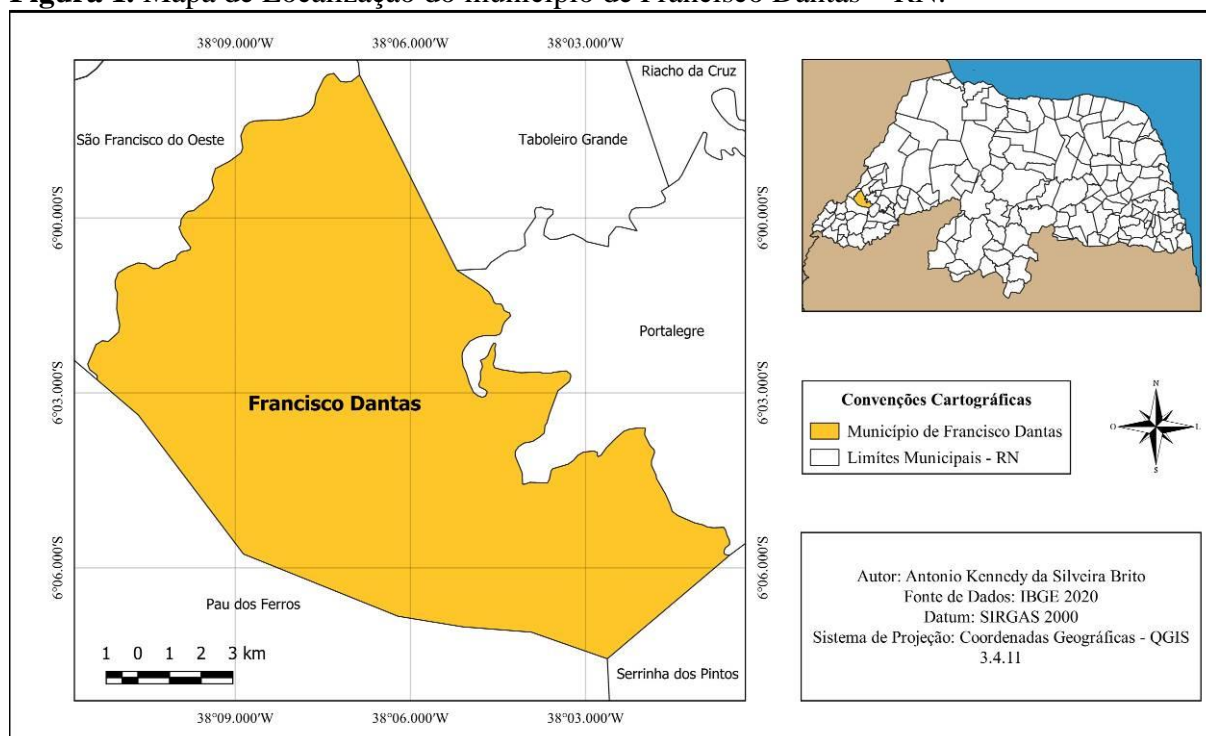 Figura 1. Mapa de Localização do município de Francisco Dantas – RN.
38°09.000'W 38°06.000'W 38°03.000'W
Riacho da Cruz
São Francisco do Oeste
Taboleiro Grande
6°00.000'S
6°00.000'S
Portalegre
6°03.000'S
6°03.000'S
Francisco Dantas
6°06.000'S
6°06.000'S
Pau dos Ferros
1 0 1 2 3 km
Serrinha dos Pintos
38°09.000'W 38°06.000'W 38°03.000'W
Convenções Cartográficas
Município de Francisco Dantas
Limítes Municipais - RN
N
O L
S
Autor: Antonio Kennedy da Silveira Brito
Fonte de Dados: IBGE 2020
Datum: SIRGAS 2000
Sistema de Projeção: Coordenadas Geográficas - QGIS
3.4.11